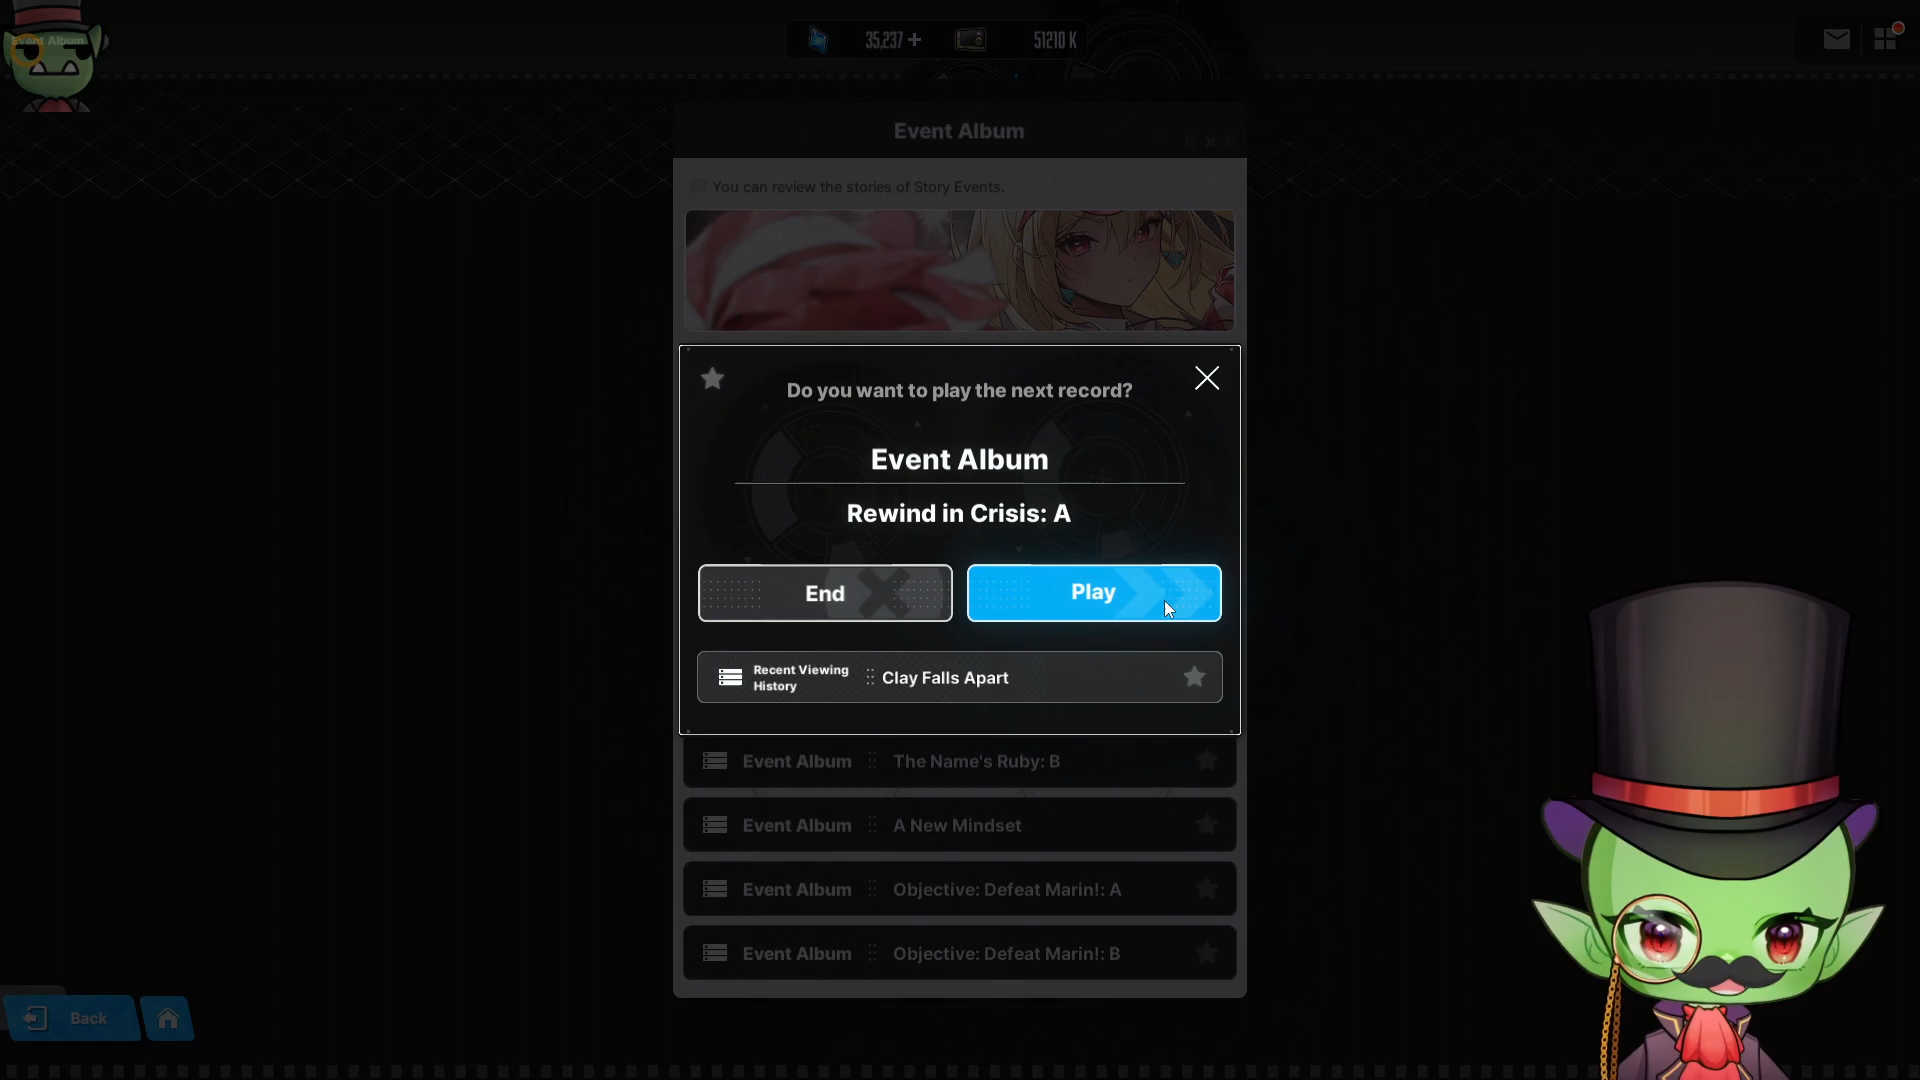 Event Album
35,237 +
51210 K
Event Album
You can review the stories of Story Events.
Do you want to play the next record?
Event Album
Rewind in Crisis: A
End
Play
Recent Viewing
History
Clay Falls Apart
Event Album
The Name's Ruby: B
Event Album
A New Mindset
Event Album
Objective: Defeat Marin!: A
Event Album
Objective: Defeat Marin!: B
Back